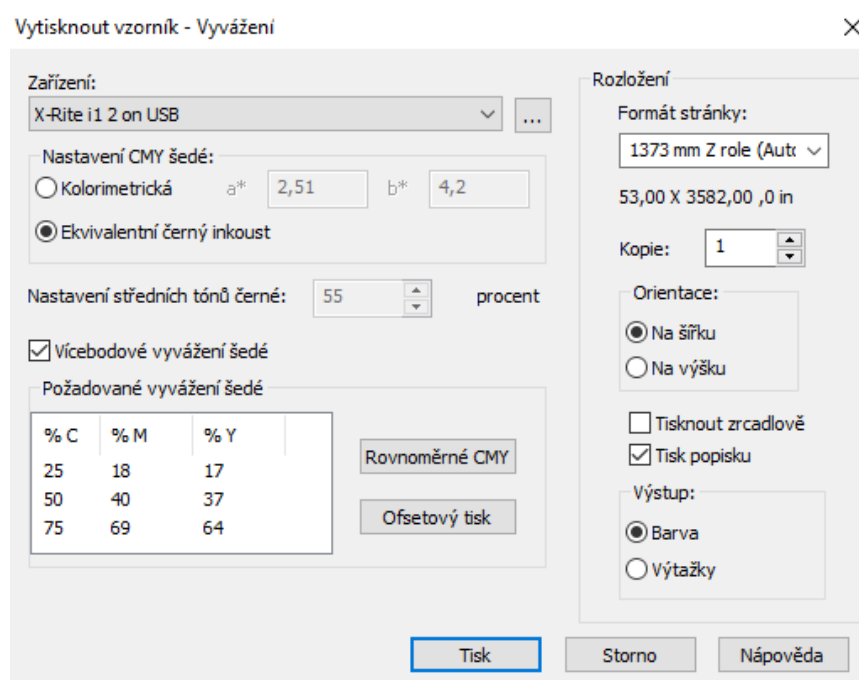 Vytisknout vzorník - Vyvážení
Zařízení:
X-Rite i1 2 on USB
...
Nastavení CMY šedé:
Kolorimetrická a* 2,51 b* 4,2
Ekvivalentní černý inkoust
Nastavení středních tónů černé: 55 procent
Vícebodové vyvážení šedé
Požadované vyvážení šedé
% C % M % Y
25 18 17
50 40 37
75 69 64
Rovnoměrné CMY
Ofsetový tisk
Rozložení
Formát stránky:
1373 mm Z role (Autc
53,00 X 3582,00 ,0 in
Kopie: 1
Orientace:
Na šířku
Na výšku
Tisknout zrcadlově
Tisk popisku
Výstup:
Barva
Výtažky
Tisk
Storno
Nápověda